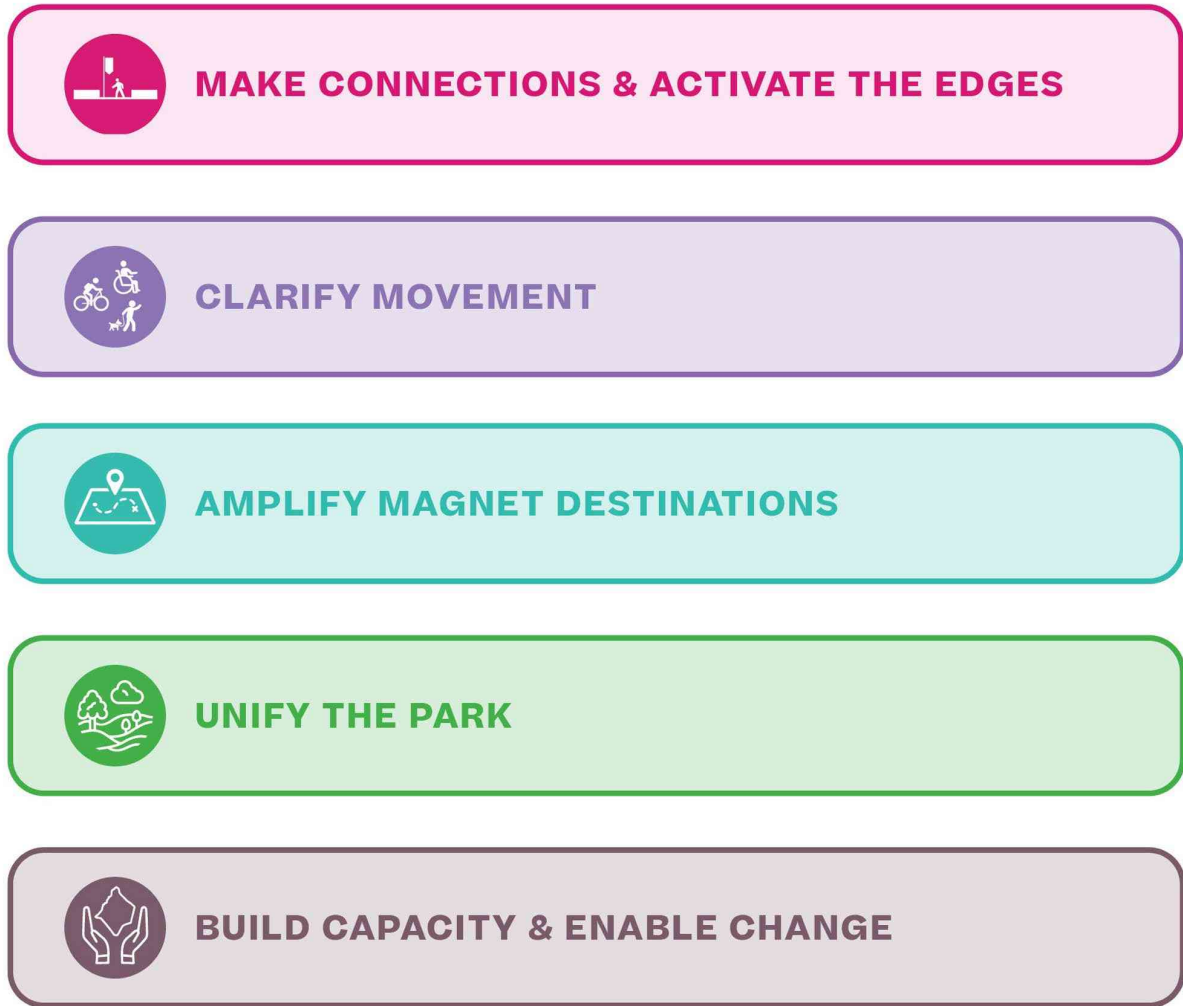 MAKE CONNECTIONS & ACTIVATE THE EDGES
CLARIFY MOVEMENT
AMPLIFY MAGNET DESTINATIONS
UNIFY THE PARK
BUILD CAPACITY & ENABLE CHANGE